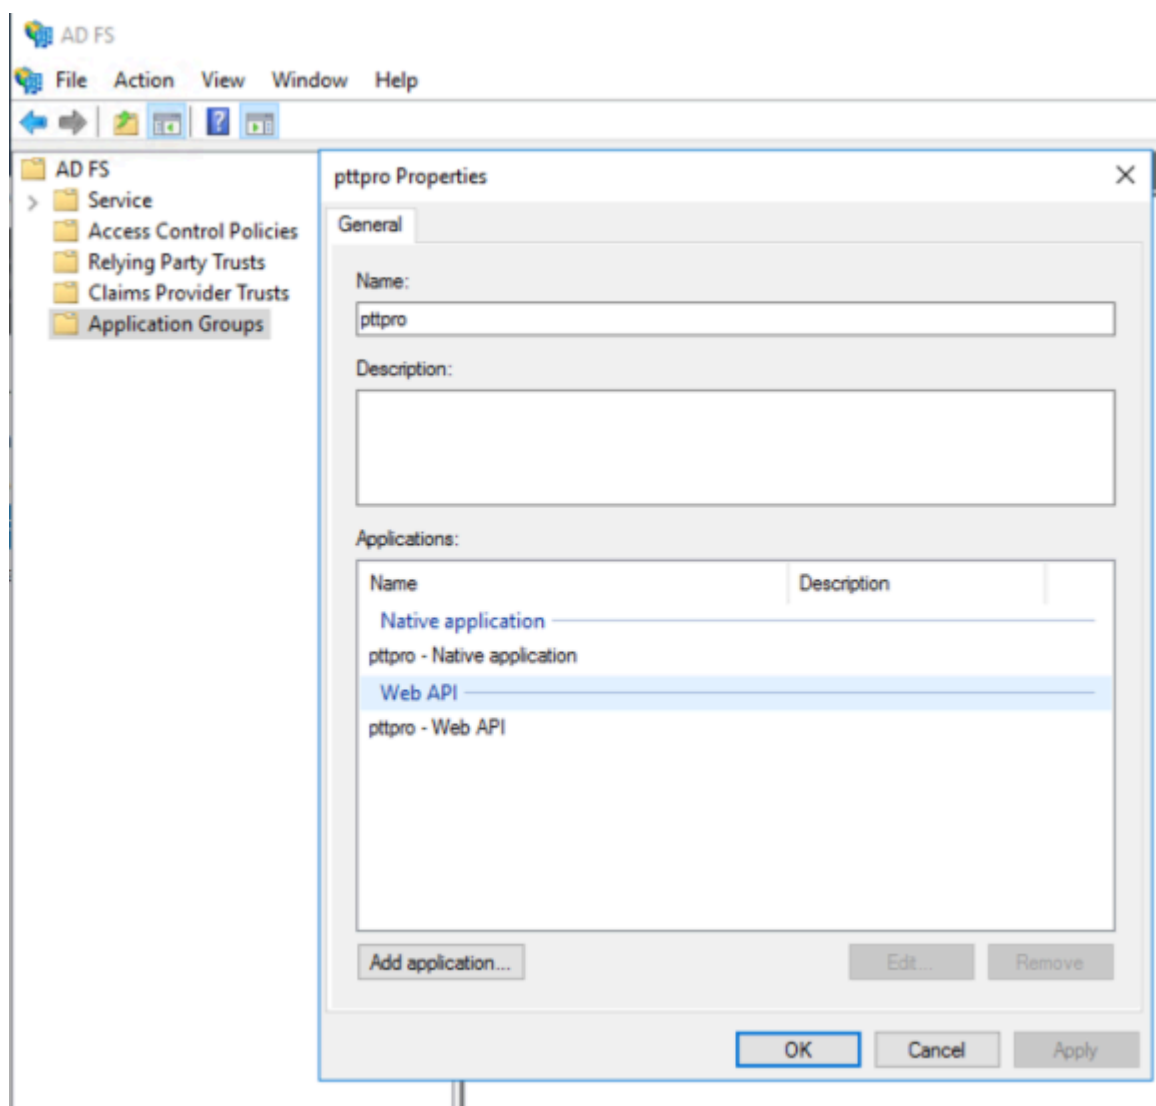 AD FS
File Action View Window Help
AD FS
Service
Access Control Policies
Relying Party Trusts
Claims Provider Trusts
Application Groups
pttpro Properties
General
Name:
pttpro
Description:
Applications:
Name Description
Native application
pttpro - Native application
Web API
pttpro - Web API
Add application... Edit... Remove
OK Cancel Apply